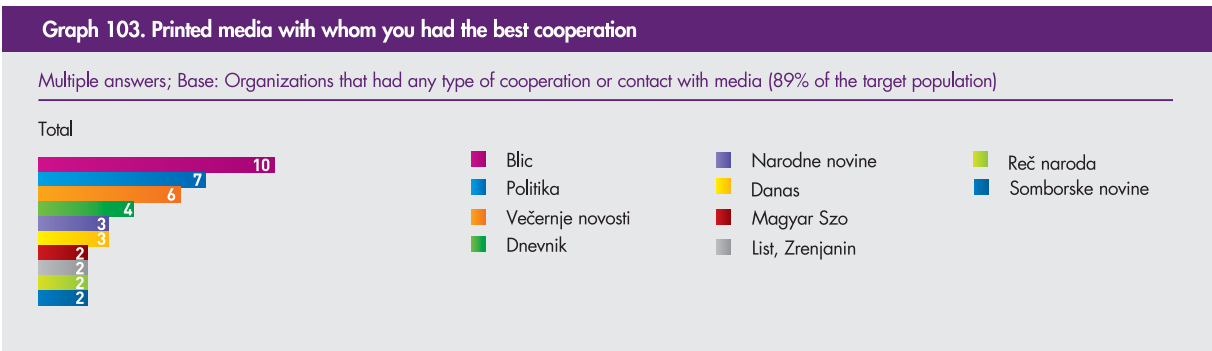 Graph 103. Printed media with whom you had the best cooperation
Multiple answers; Base: Organizations that had any type of cooperation or contact with media (89% of the target population)
Total
10
7
6
4
3
3
2
2
2
2
Blic
Politika
Večernje novosti
Dnevnik
Narodne novine
Danas
Magyar Szo
List, Zrenjanin
Reč naroda
Somborske novine